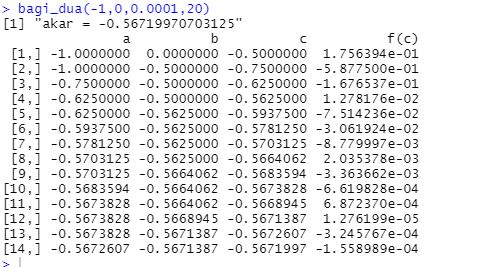 > bagi_dua(-1,0,0.0001,20)
[1] "akar = -0.56719970703125"
a b c f(c)
[1,] -1.0000000 0.0000000 -0.5000000 1.756394e-01
[2,] -1.0000000 -0.5000000 -0.7500000 -5.877500e-01
[3,] -0.7500000 -0.5000000 -0.6250000 -1.676537e-01
[4,] -0.6250000 -0.5000000 -0.5625000 1.278176e-02
[5,] -0.6250000 -0.5625000 -0.5937500 -7.514236e-02
[6,] -0.5937500 -0.5625000 -0.5781250 -3.061924e-02
[7,] -0.5781250 -0.5625000 -0.5703125 -8.779997e-03
[8,] -0.5703125 -0.5625000 -0.5664062 2.035378e-03
[9,] -0.5703125 -0.5664062 -0.5683594 -3.363662e-03
[10,] -0.5683594 -0.5664062 -0.5673828 -6.619828e-04
[11,] -0.5673828 -0.5664062 -0.5668945 6.872370e-04
[12,] -0.5673828 -0.5668945 -0.5671387 1.276199e-05
[13,] -0.5673828 -0.5671387 -0.5672607 -3.245767e-04
[14,] -0.5672607 -0.5671387 -0.5671997 -1.558989e-04
>